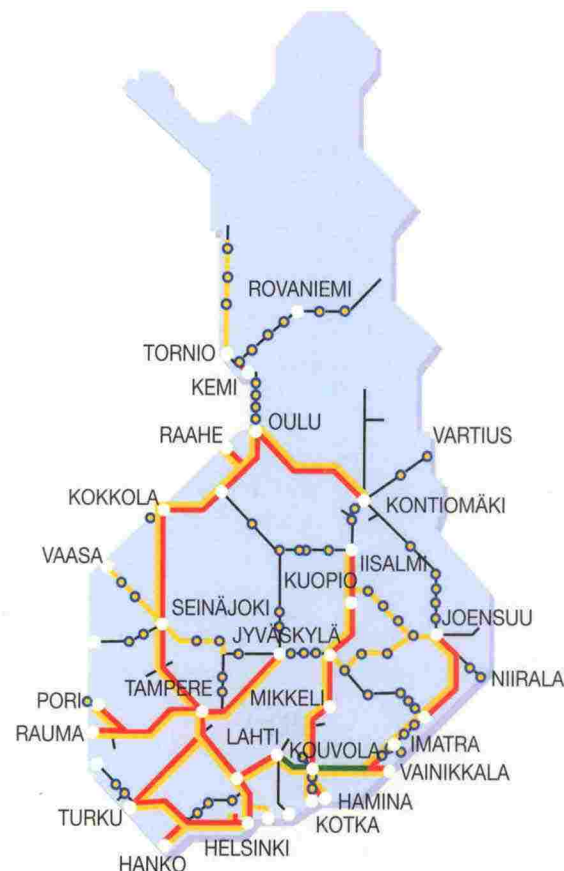 ROVANIEMI
TORNIO
KEMI
OULU
RAAHE
VARTIUS
KOKKOLA
KONTIOMÄKI
VAASA
IISALMI
KUOPIO
SEINÄJOKI
JOENSUU
JYVÄSKYLÄ
NIIRALA
TAMPERE
MIKKELI
PORI
RAUMA
LAHTI
KOUVOLA
IMATRA
VAINIKKALA
HAMINA
TURKU
KOTKA
HELSINKI
HANKO